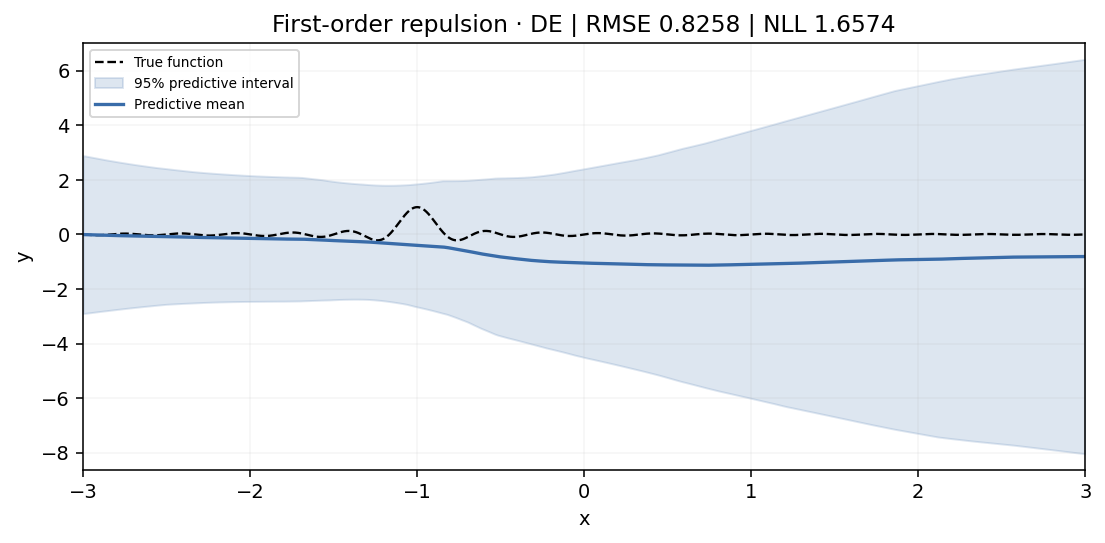 First-order repulsion · DE | RMSE 0.8258 | NLL 1.6574
True function
95% predictive interval
Predictive mean
6
4
2
0
−2
−4
−6
−8
y
−3 −2 −1 0 1 2 3
x